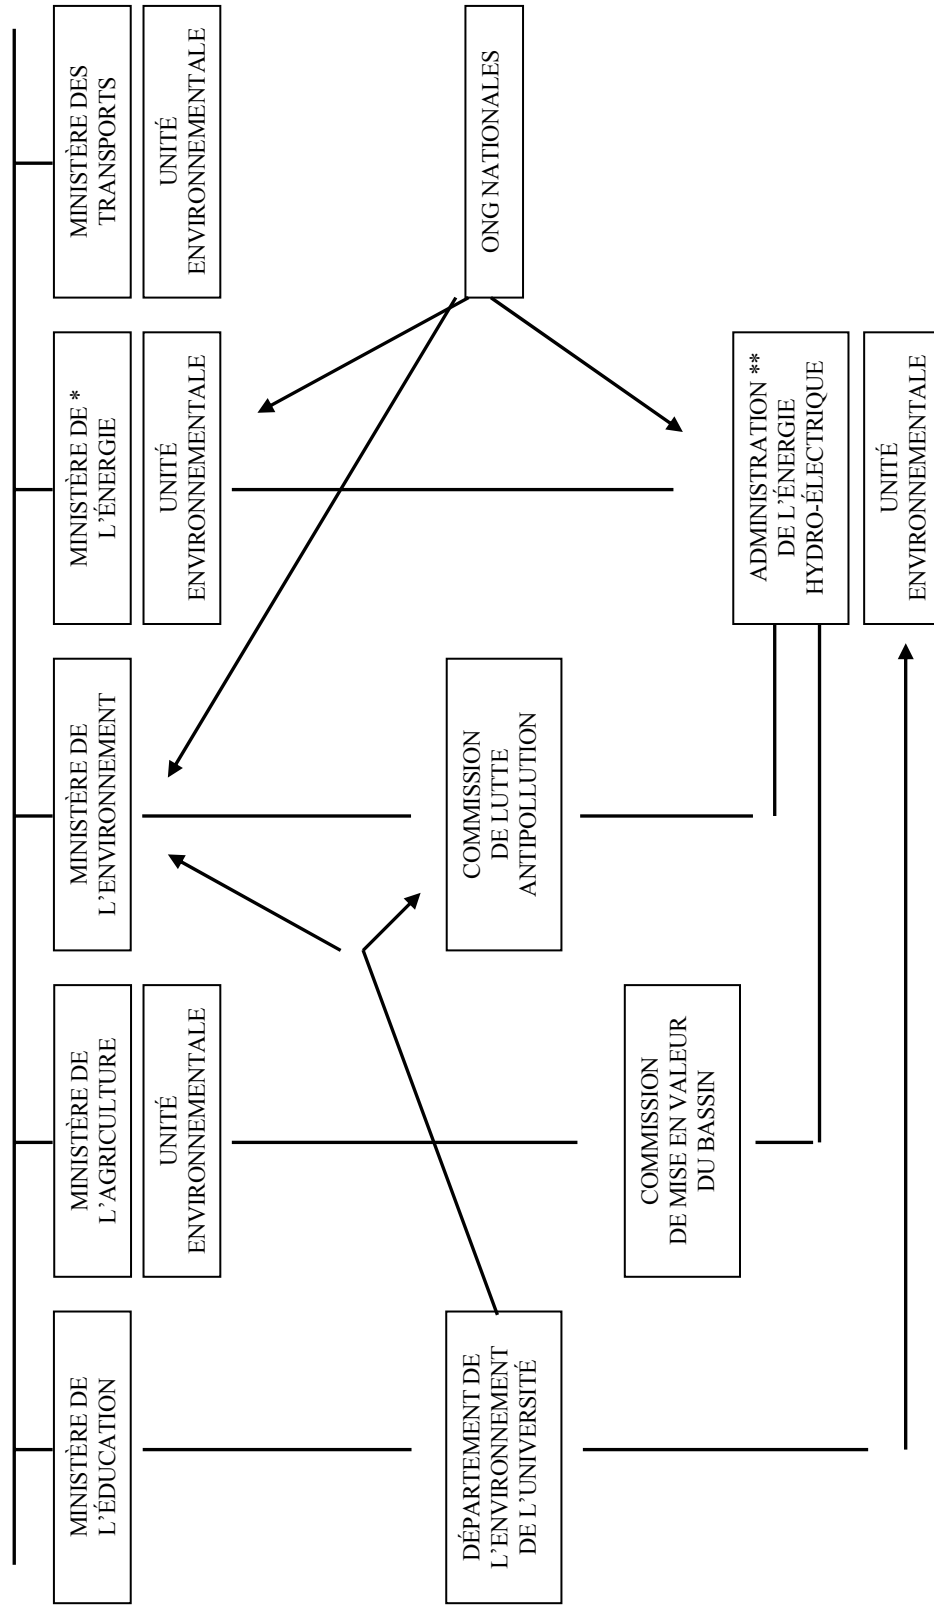 MINISTÈRE DE
L'ÉDUCATION
MINISTÈRE DE
L'AGRICULTURE
UNITÉ
ENVIRONNEMENTALE
MINISTÈRE DE
L'ENVIRONNEMENT
MINISTÈRE DE *
L'ÉNERGIE
UNITÉ
ENVIRONNEMENTALE
MINISTÈRE DES
TRANSPORTS
UNITÉ
ENVIRONNEMENTALE
DÉPARTEMENT DE
L'ENVIRONNEMENT
DE L'UNIVERSITÉ
COMMISSION
DE LUTTE
ANTIPOLLUTION
ONG NATIONALES
COMMISSION
DE MISE EN VALEUR
DU BASSIN
ADMINISTRATION **
DE L'ÉNERGIE
HYDRO-ÉLECTRIQUE
UNITÉ
ENVIRONNEMENTALE